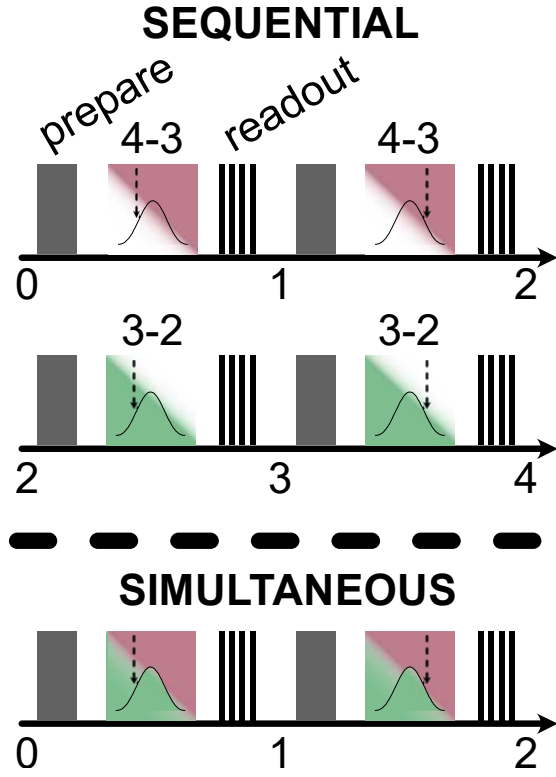 SEQUENTIAL
prepare readout
4-3 4-3
0 1 2
3-2 3-2
2 3 4
SIMULTANEOUS
0 1 2